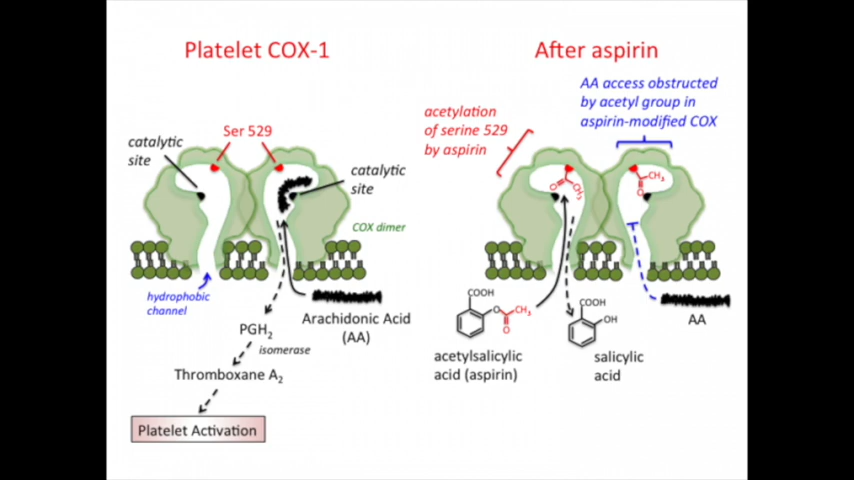 Platelet COX-1
After aspirin
Ser 529
catalytic
site
catalytic
site
COX dimer
hydrophobic
channel
Arachidonic Acid
(AA)
PGH2
isomerase
Thromboxane A2
Platelet Activation
acetylation
of serine 529
by aspirin
AA access obstructed
by acetyl group in
aspirin-modified COX
O
CH3
O
CH3
COOH
O
CH3
O
acetylsalicylic
acid (aspirin)
COOH
OH
salicylic
acid
AA